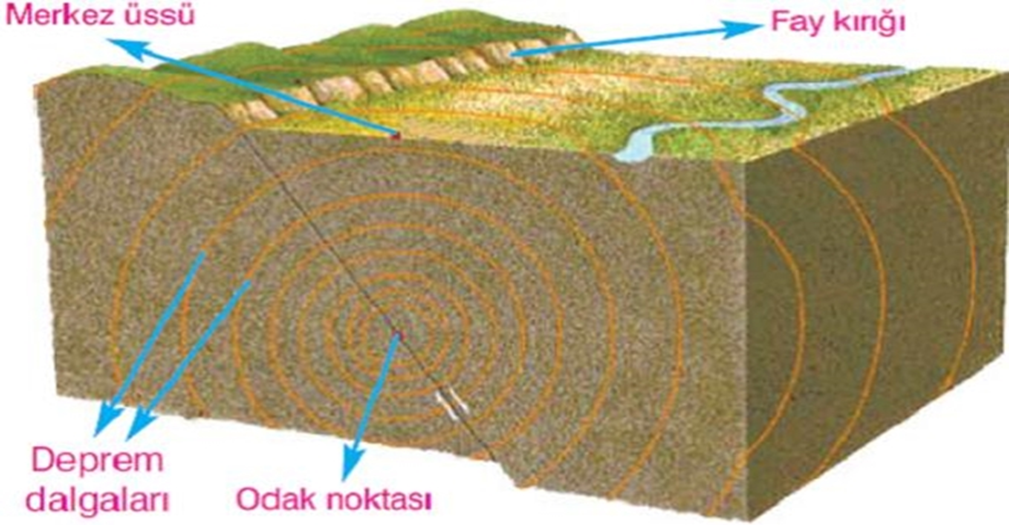 Merkez üssü
Fay kırığı
Deprem
dalgaları
Odak noktası